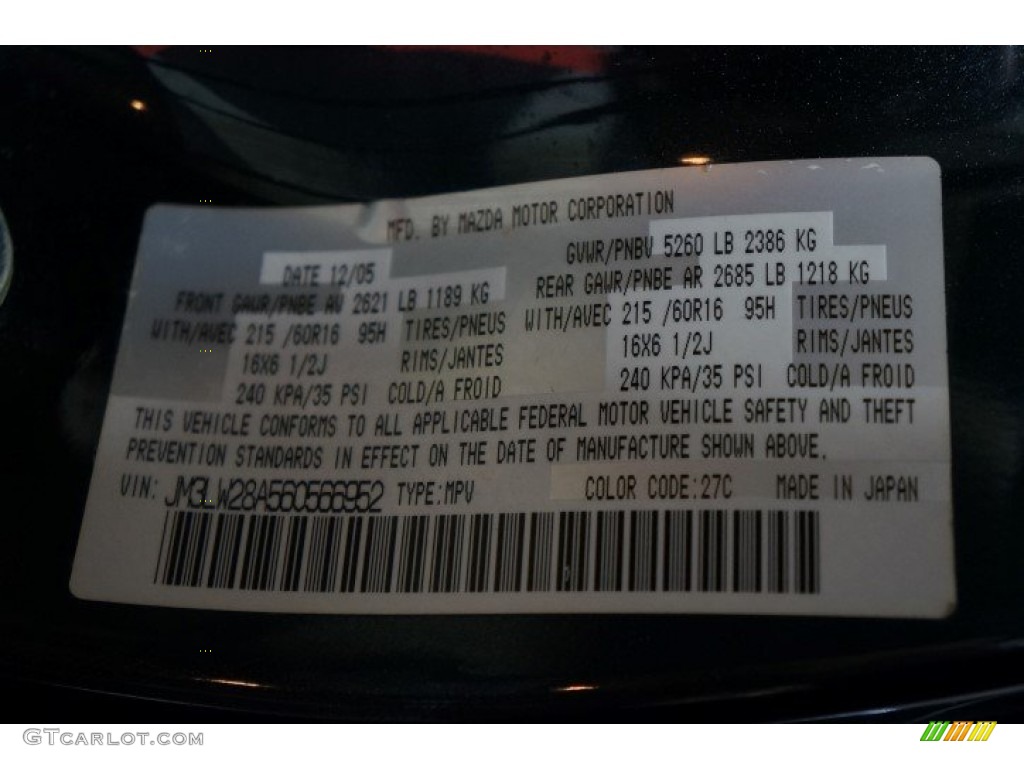 MFD. BY MAZDA MOTOR CORPORATION
DATE 12/05 GVWR/PNBV 5260 LB 2386 KG
FRONT GAWR/PNBE AV 2621 LB 1189 KG REAR GAWR/PNBE AR 2685 LB 1218 KG
WITH/AVEC 215 /60R16 95H TIRES/PNEUS WITH/AVEC 215 /60R16 95H TIRES/PNEUS
16X6 1/2J RIMS/JANTES 16X6 1/2J RIMS/JANTES
240 KPA/35 PSI COLD/A FROID 240 KPA/35 PSI COLD/A FROID
THIS VEHICLE CONFORMS TO ALL APPLICABLE FEDERAL MOTOR VEHICLE SAFETY AND THEFT
PREVENTION STANDARDS IN EFFECT ON THE DATE OF MANUFACTURE SHOWN ABOVE.
VIN: JM3LW28A560566952 TYPE:MPV COLOR CODE:27C MADE IN JAPAN
GTCARLOT.COM